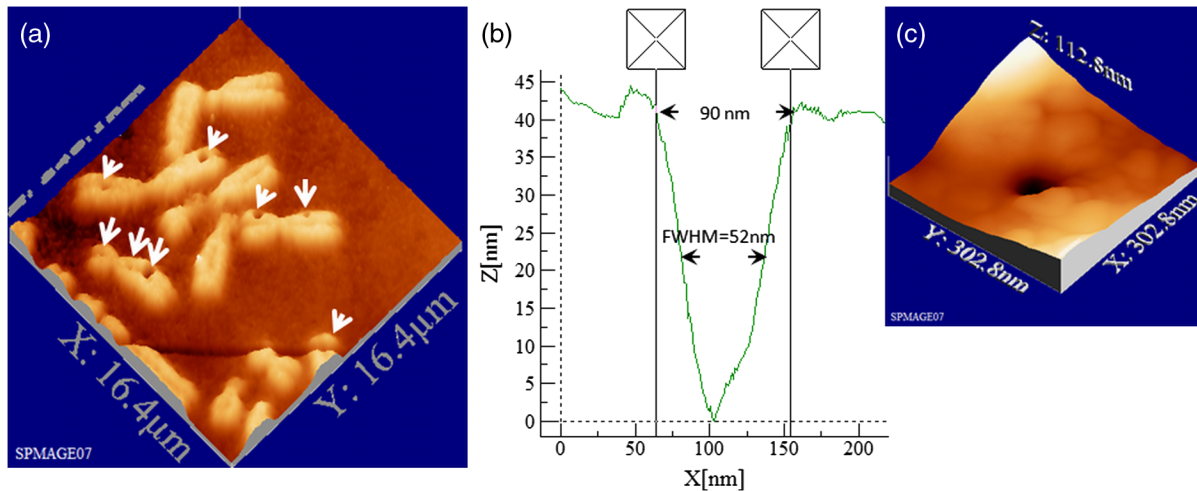 (a)
X: 16.4µm
Y: 16.4µm
SPMAGE07
(b)
Z[nm]
45
40
35
30
25
20
15
10
5
0
90 nm
FWHM=52nm
0
50
100
150
200
X[nm]
(c)
Z: 112.8nm
Y: 302.8nm
X: 302.8nm
SPMAGE07